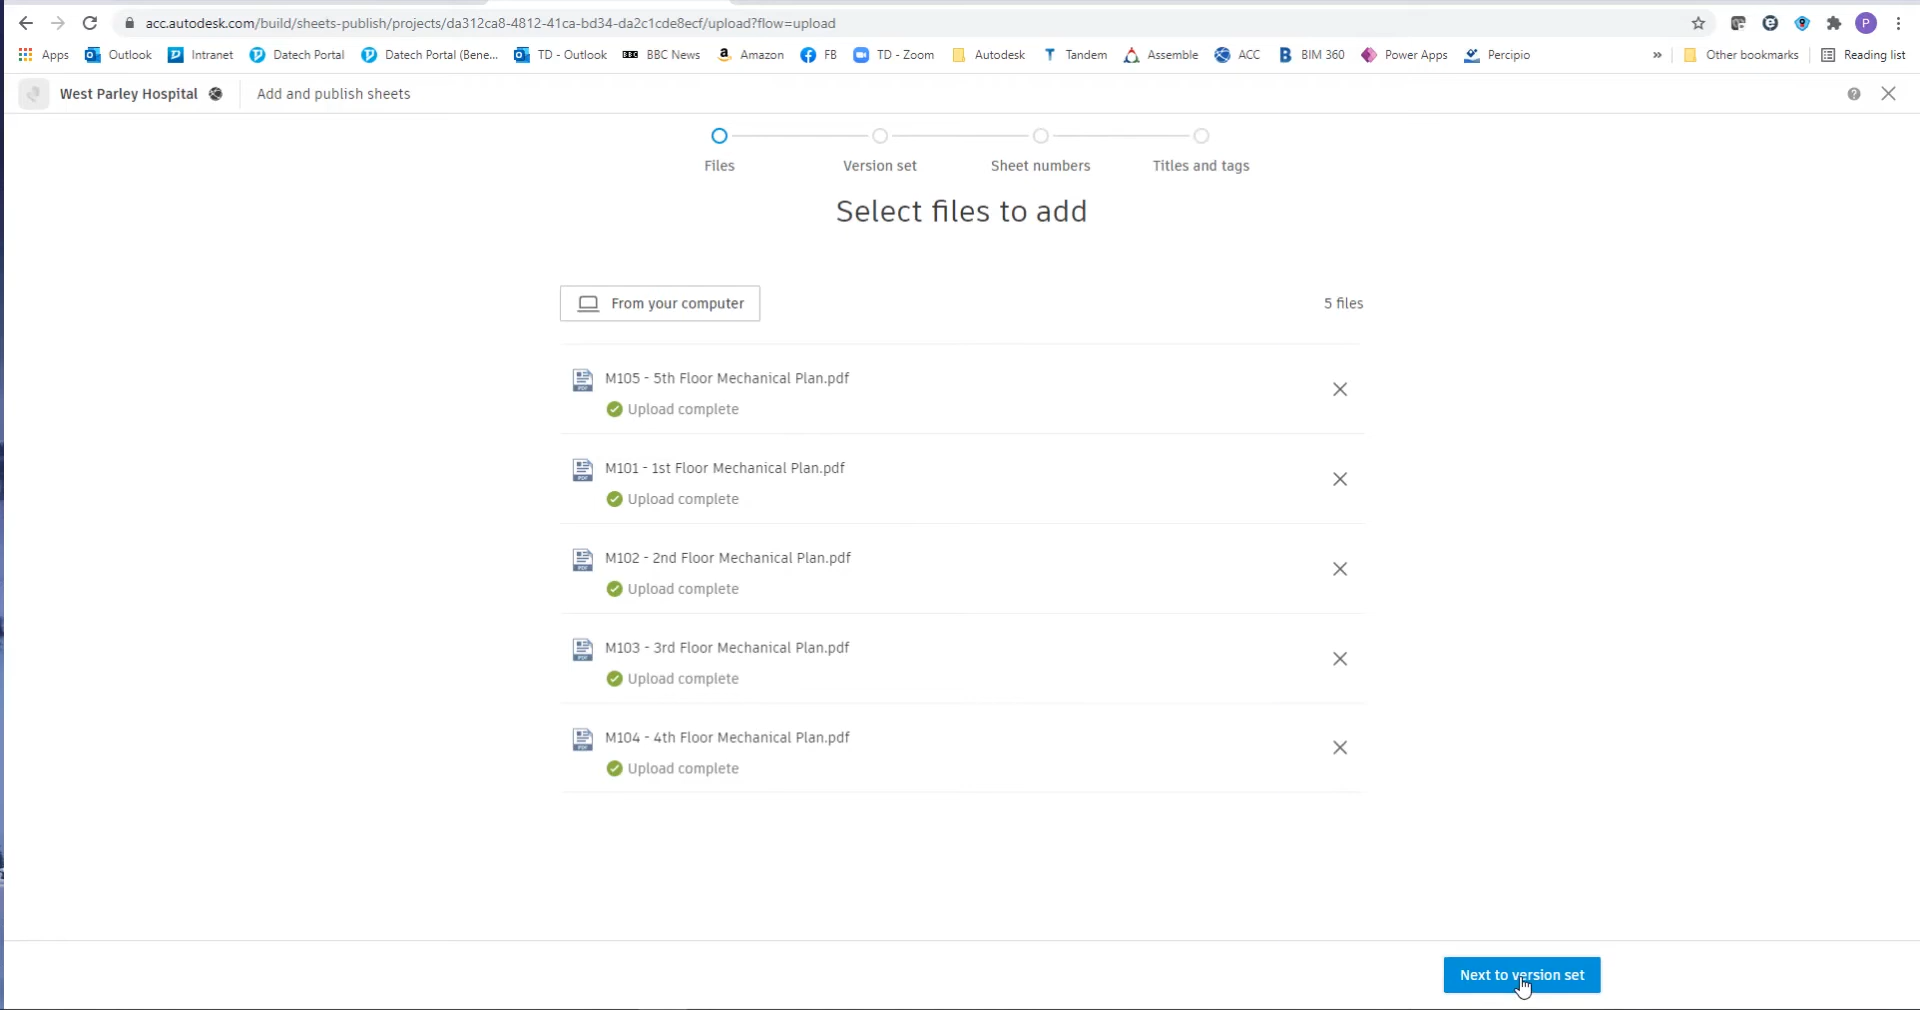 acc.autodesk.com/build/sheets-publish/projects/da312ca8-4812-41ca-bd34-da2c1cde8ecf/upload?flow=upload
P
Apps Outlook Intranet Datech Portal Datech Portal (Bene... TD - Outlook BBC BBC News Amazon FB TD - Zoom Autodesk Tandem Assemble ACC BIM 360 Power Apps Percipio » Other bookmarks Reading list
West Parley Hospital Add and publish sheets
Files Version set Sheet numbers Titles and tags
Select files to add
From your computer 5 files
M105 - 5th Floor Mechanical Plan.pdf
Upload complete
M101 - 1st Floor Mechanical Plan.pdf
Upload complete
M102 - 2nd Floor Mechanical Plan.pdf
Upload complete
M103 - 3rd Floor Mechanical Plan.pdf
Upload complete
M104 - 4th Floor Mechanical Plan.pdf
Upload complete
Next to version set